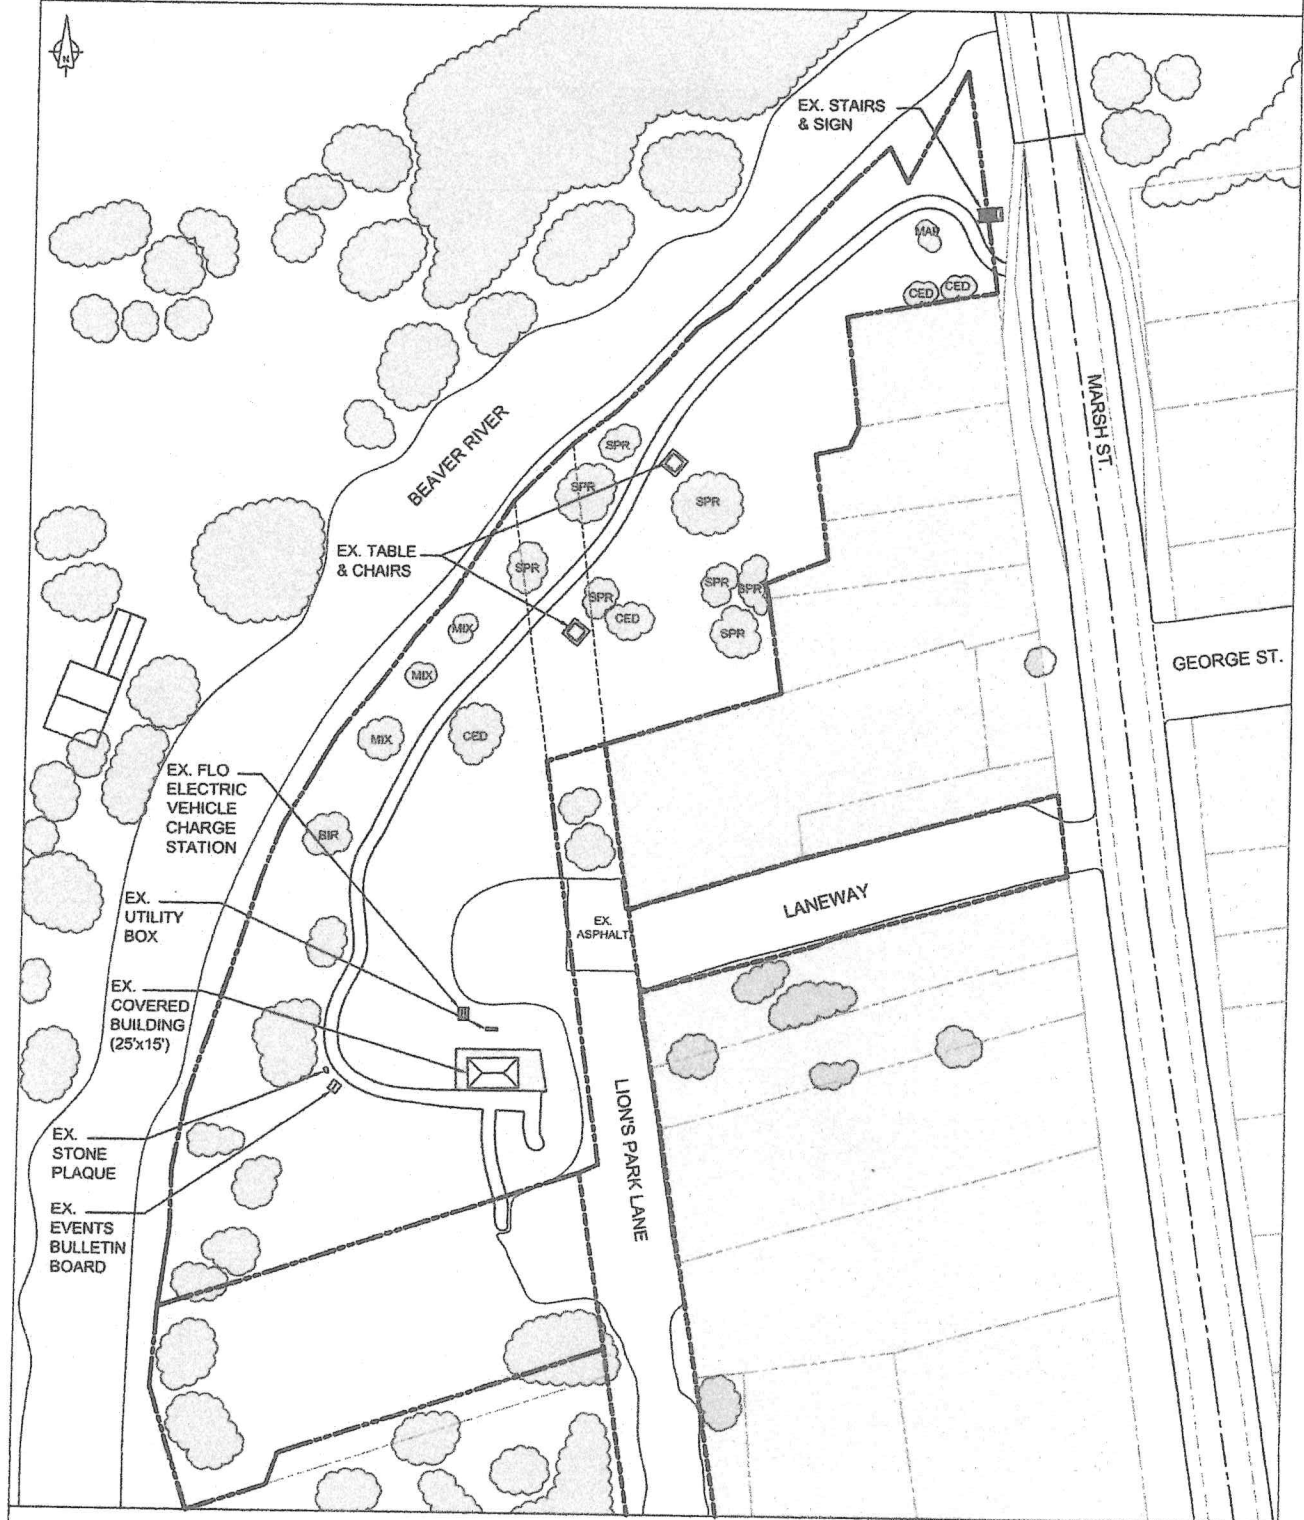 N
EX. STAIRS
& SIGN
MAP
CED
CED
MARSH ST.
BEAVER RIVER
SPR
SPR
SPR
EX. TABLE
& CHAIRS
SPR
SPR
SPR
SPR
CED
SPR
MIX
MIX
MIX
CED
GEORGE ST.
EX. FLO
ELECTRIC
VEHICLE
CHARGE
STATION
BIR
EX.
UTILITY
BOX
LANEWAY
EX.
ASPHALT
EX.
COVERED
BUILDING
(25'x15')
LION'S PARK LANE
EX.
STONE
PLAQUE
EX.
EVENTS
BULLETIN
BOARD